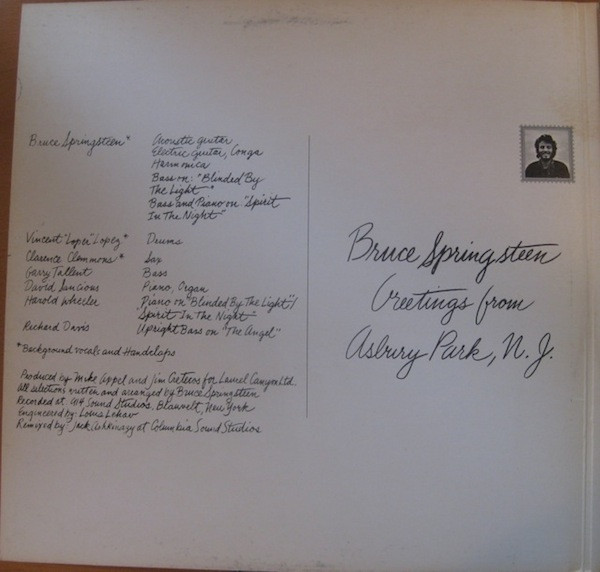 Bruce Springsteen* Acoustic guitar
Electric guitar, Conga
Harmonica
Bass on: "Blinded By
The Light"
Bass and Piano on: "Spirit
In The Night"
Vincent "Loper" Lopez* Drums
Clarence Clemmons* Sax
Garry Tallent Bass
David Sancious Piano, Organ
Harold Wheeler Piano on "Blinded By The Light"/
"Spirit In The Night"
Richard Davis Upright Bass on "The Angel"
*Background vocals and Handclaps
Produced by Mike Appel and Jim Cretecos for Laurel Canyon Ltd.
All selections written and arranged by Bruce Springsteen
Recorded at: 914 Sound Studios, Blauvelt, New York
Engineered by: Louis Lahav
Remixed by: Jack Ashkinazy at Columbia Sound Studios
Bruce Springsteen
Greetings from
Asbury Park, N.J.